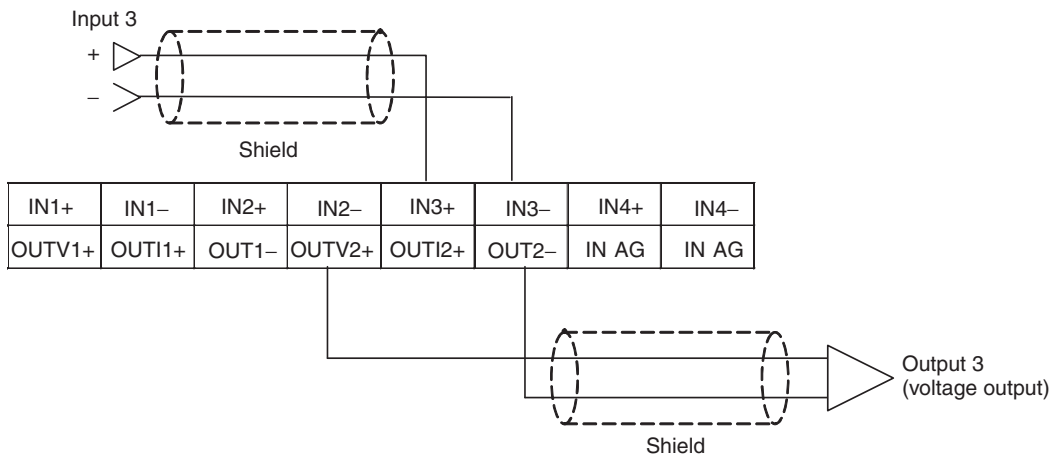 Input 3
+
–
Shield
IN1+ IN1– IN2+ IN2– IN3+ IN3– IN4+ IN4–
OUTV1+ OUTI1+ OUT1– OUTV2+ OUTI2+ OUT2– IN AG IN AG
Output 3
(voltage output)
Shield